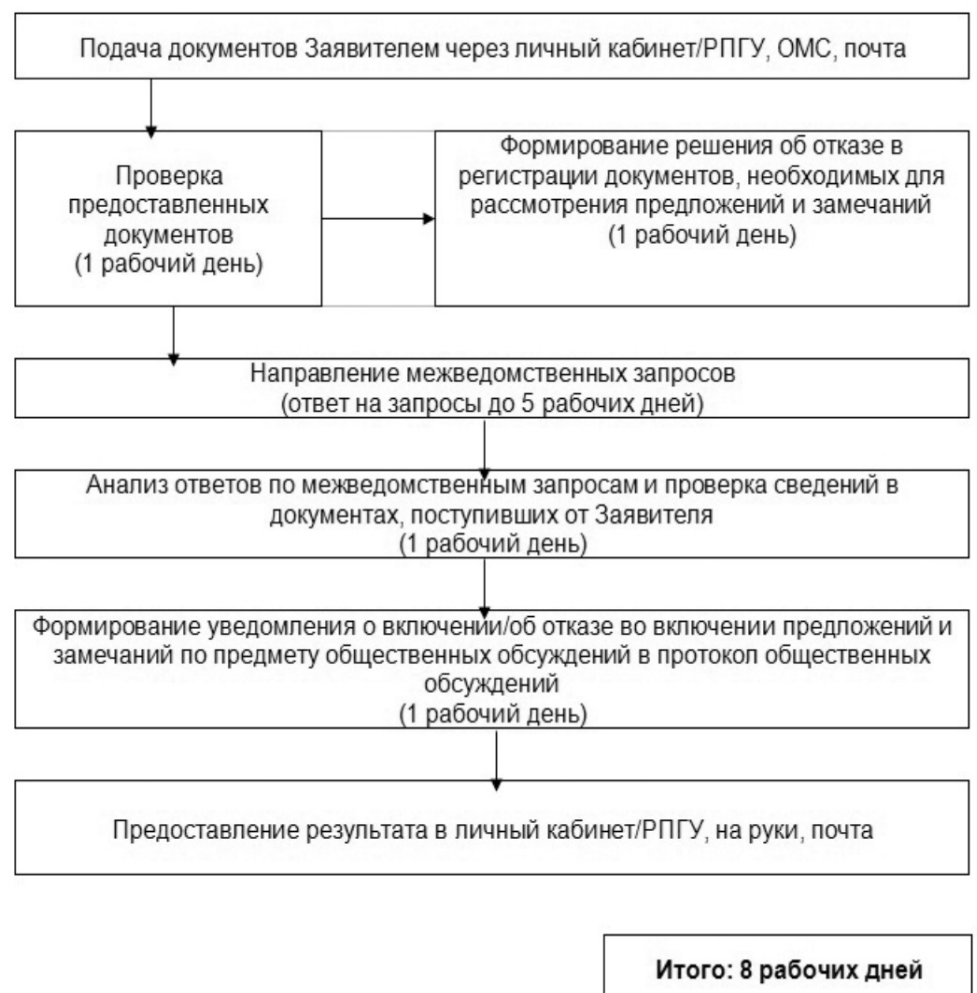 Подача документов Заявителем через личный кабинет/РПГУ, ОМС, почта
Проверка
предоставленных
документов
(1 рабочий день)
Формирование решения об отказе в
регистрации документов, необходимых для
рассмотрения предложений и замечаний
(1 рабочий день)
Направление межведомственных запросов
(ответ на запросы до 5 рабочих дней)
Анализ ответов по межведомственным запросам и проверка сведений в
документах, поступивших от Заявителя
(1 рабочий день)
Формирование уведомления о включении/об отказе во включении предложений и
замечаний по предмету общественных обсуждений в протокол общественных
обсуждений
(1 рабочий день)
Предоставление результата в личный кабинет/РПГУ, на руки, почта
Итого: 8 рабочих дней